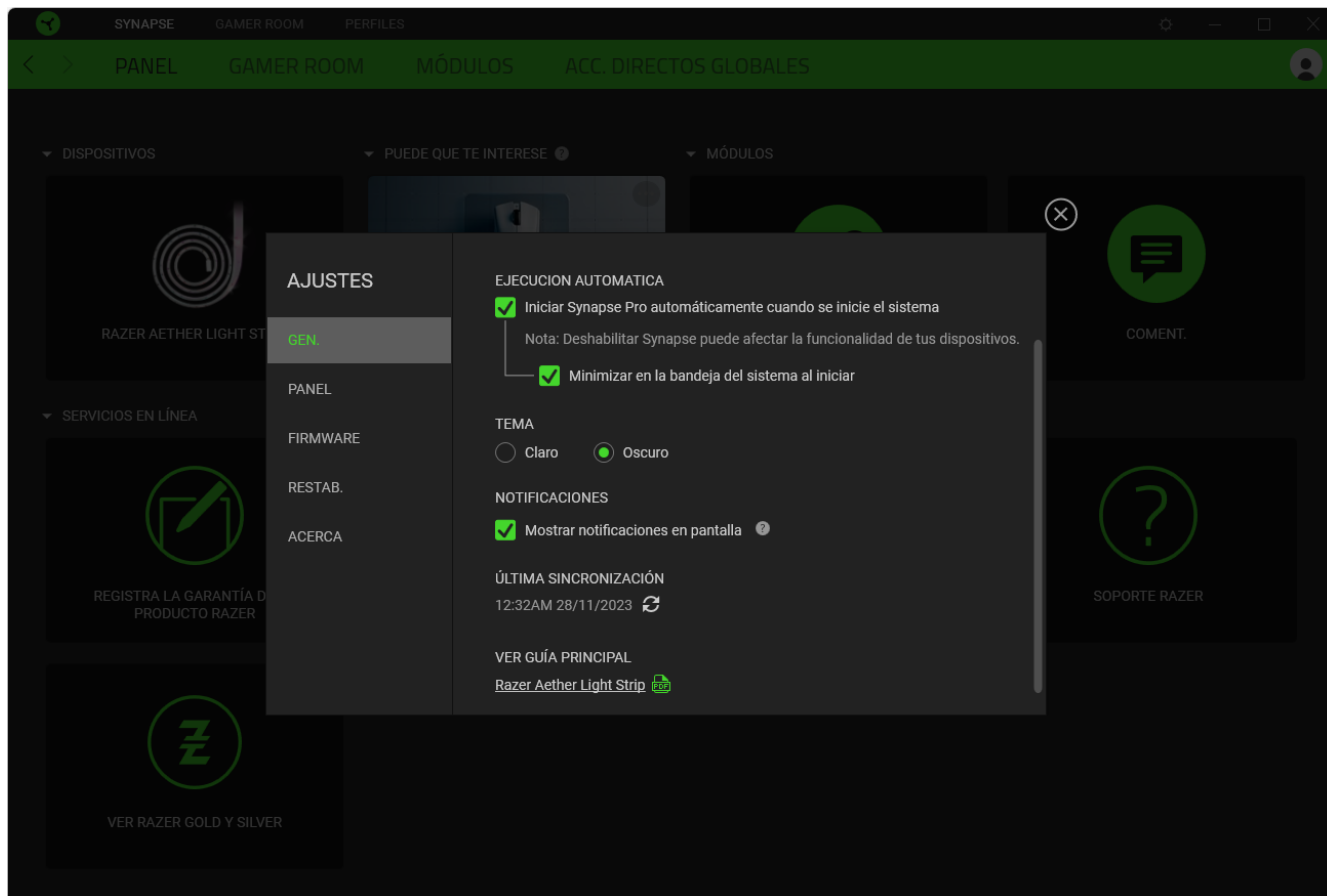 SYNAPSE
GAMER ROOM
PERFILES
PANEL
GAMER ROOM
MÓDULOS
ACC. DIRECTOS GLOBALES
DISPOSITIVOS
PUEDE QUE TE INTERESE ?
MÓDULOS
RAZER AETHER LIGHT ST
COMENT.
SERVICIOS EN LÍNEA
REGISTRA LA GARANTÍA D
PRODUCTO RAZER
SOPORTE RAZER
VER RAZER GOLD Y SILVER
AJUSTES
GEN.
PANEL
FIRMWARE
RESTAB.
ACERCA
EJECUCION AUTOMATICA
Iniciar Synapse Pro automáticamente cuando se inicie el sistema
Nota: Deshabilitar Synapse puede afectar la funcionalidad de tus dispositivos.
Minimizar en la bandeja del sistema al iniciar
TEMA
Claro
Oscuro
NOTIFICACIONES
Mostrar notificaciones en pantalla ?
ÚLTIMA SINCRONIZACIÓN
12:32AM 28/11/2023
VER GUÍA PRINCIPAL
Razer Aether Light Strip PDF